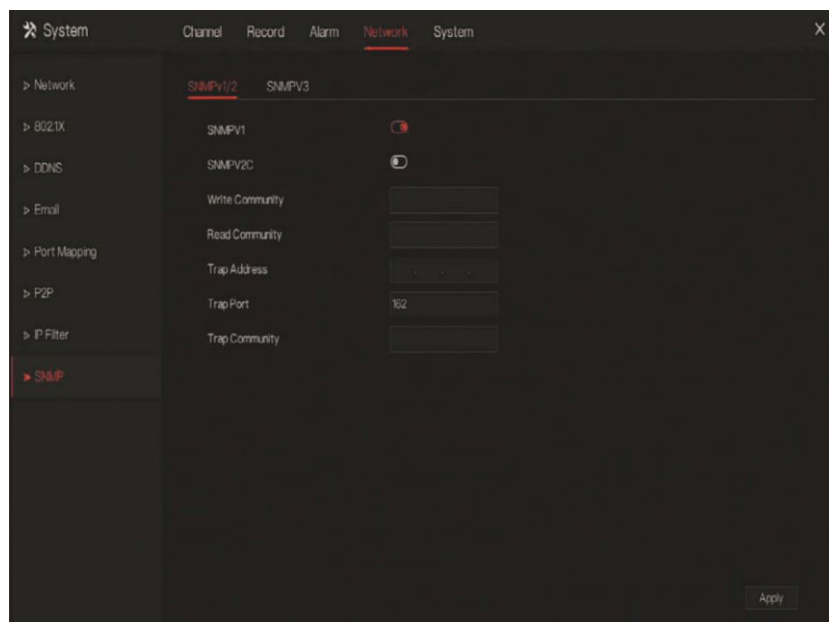 System
Channel Record Alarm Network System X
Network
802.1X
DDNS
Email
Port Mapping
P2P
IP Filter
SNMP
SNMPv1/2 SNMPV3
SNMPV1
SNMPV2C
Write Community
Read Community
Trap Address . . .
Trap Port 162
Trap Community
Apply